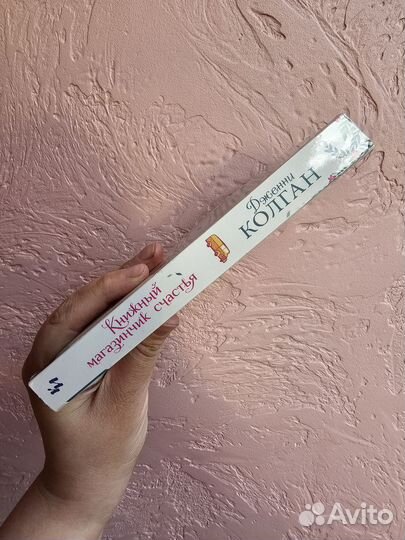 Дженни
КОЛГАН
Книжный
магазинчик счастья
Avito